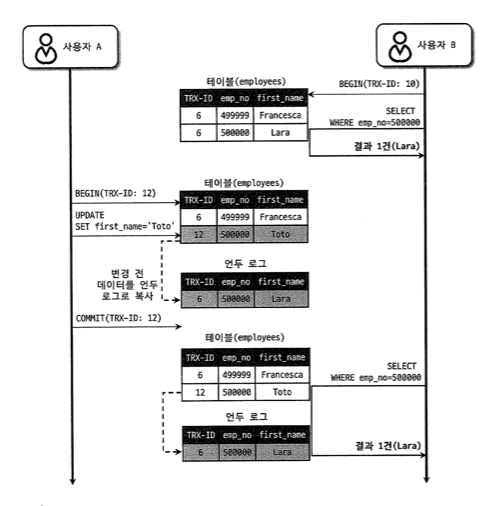 사용자 A
사용자 B
테이블(employees)
BEGIN(TRX-ID: 10)
TRX-ID emp_no first_name
6 499999 Francesca
6 500000 Lara
SELECT
WHERE emp_no=500000
결과 1건(Lara)
테이블(employees)
BEGIN(TRX-ID: 12)
TRX-ID emp_no first_name
UPDATE
SET first_name='Toto'
6 499999 Francesca
12 500000 Toto
변경 전
데이터를 언두
로그로 복사
언두 로그
TRX-ID emp_no first_name
6 500000 Lara
COMMIT(TRX-ID: 12)
테이블(employees)
TRX-ID emp_no first_name
6 499999 Francesca
12 500000 Toto
SELECT
WHERE emp_no=500000
언두 로그
TRX-ID emp_no first_name
6 500000 Lara
결과 1건(Lara)